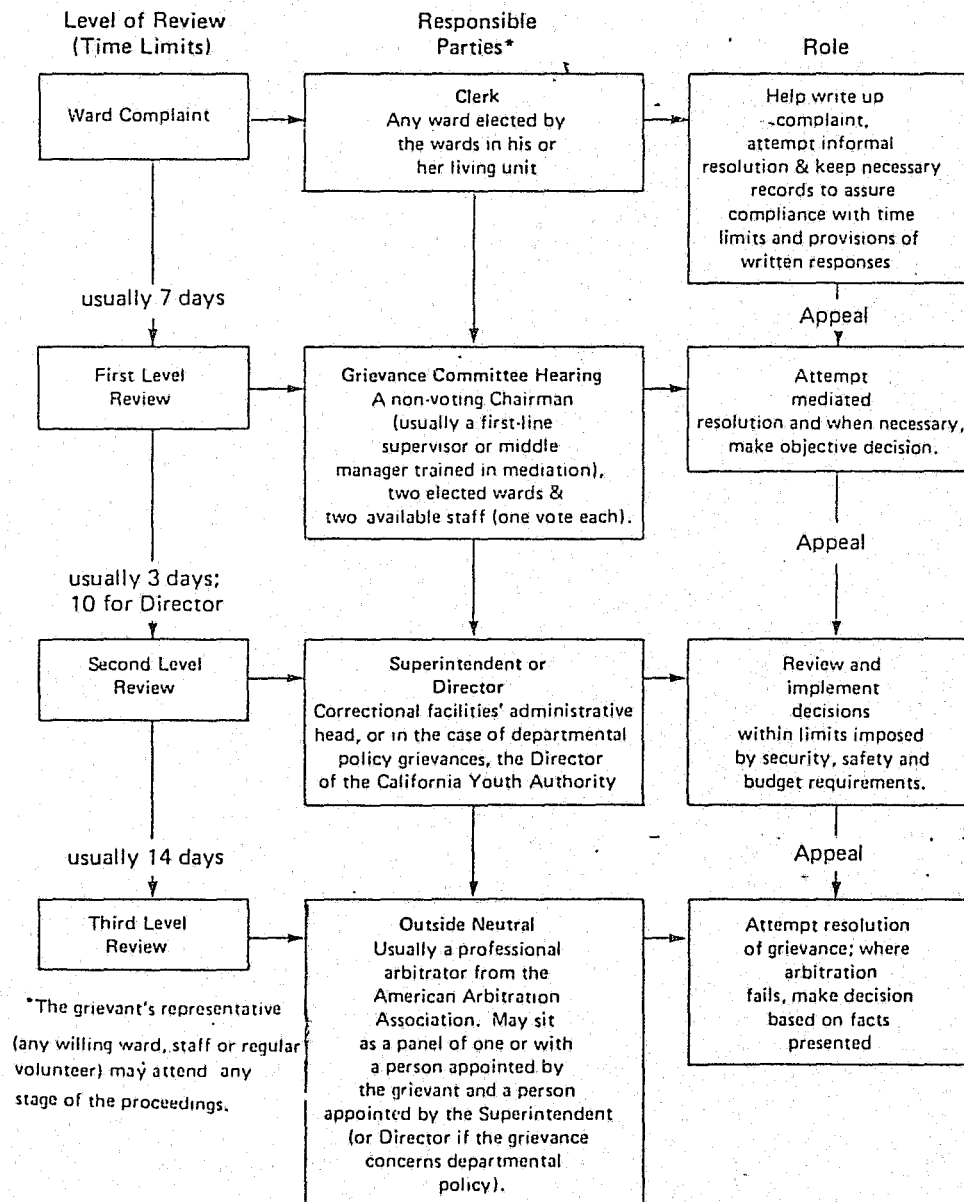 Level of Review
(Time Limits)
Responsible
Parties*
Role
Ward Complaint
Clerk
Any ward elected by
the wards in his or
her living unit
Help write up
complaint,
attempt informal
resolution & keep necessary
records to assure
compliance with time
limits and provisions of
written responses
usually 7 days
Appeal
First Level
Review
Grievance Committee Hearing
A non-voting Chairman
(usually a first-line
supervisor or middle
manager trained in mediation),
two elected wards &
two available staff (one vote each).
Attempt
mediated
resolution and when necessary,
make objective decision.
usually 3 days;
10 for Director
Appeal
Second Level
Review
Superintendent or
Director
Correctional facilities' administrative
head, or in the case of departmental
policy grievances, the Director
of the California Youth Authority
Review and
implement
decisions
within limits imposed
by security, safety and
budget requirements.
usually 14 days
Appeal
Third Level
Review
Outside Neutral
Usually a professional
arbitrator from the
American Arbitration
Association. May sit
as a panel of one or with
a person appointed by
the grievant and a person
appointed by the Superintendent
(or Director if the grievance
concerns departmental
policy).
Attempt resolution
of grievance; where
arbitration
fails, make decision
based on facts
presented
*The grievant's representative
(any willing ward, staff or regular
volunteer) may attend any
stage of the proceedings.